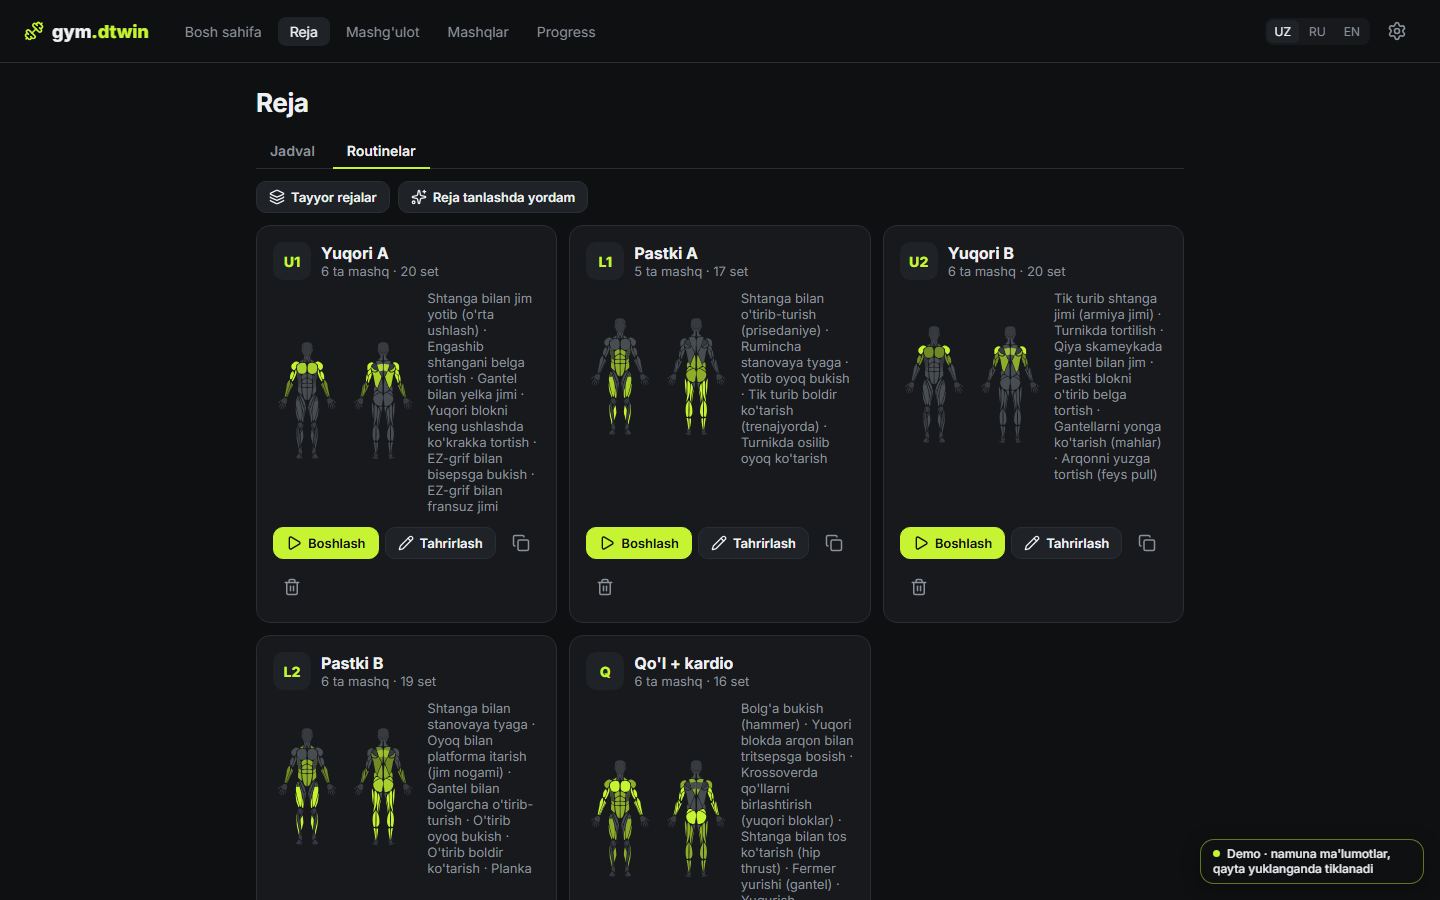 gym.dtwin
Bosh sahifa
Reja
Mashg'ulot
Mashqlar
Progress
UZ
RU
EN
Reja
Jadval
Routinelar
Tayyor rejalar
Reja tanlashda yordam
U1
Yuqori A
6 ta mashq · 20 set
Shtanga bilan jim
yotib (o'rta
ushlash) ·
Engashib
shtangani belga
tortish · Gantel
bilan yelka jimi ·
Yuqori blokni
keng ushlashda
ko'krakka tortish ·
EZ-grif bilan
bisepsga bukish ·
EZ-grif bilan
fransuz jimi
Boshlash
Tahrirlash
L1
Pastki A
5 ta mashq · 17 set
Shtanga bilan
o'tirib-turish
(prisedaniye) ·
Rumincha
stanovaya tyaga ·
Yotib oyoq bukish
· Tik turib boldir
ko'tarish
(trenajyorda) ·
Turnikda osilib
oyoq ko'tarish
Boshlash
Tahrirlash
U2
Yuqori B
6 ta mashq · 20 set
Tik turib shtanga
jimi (armiya jimi) ·
Turnikda tortilish ·
Qiya skameykada
gantel bilan jim ·
Pastki blokni
o'tirib belga
tortish ·
Gantellarni yonga
ko'tarish (mahlar)
· Arqonni yuzga
tortish (feys pull)
Boshlash
Tahrirlash
L2
Pastki B
6 ta mashq · 19 set
Shtanga bilan
stanovaya tyaga ·
Oyoq bilan
platforma itarish
(jim nogami) ·
Gantel bilan
bolgarcha o'tirib-
turish · O'tirib
oyoq bukish ·
O'tirib boldir
ko'tarish · Planka
Q
Qo'l + kardio
6 ta mashq · 16 set
Bolg'a bukish
(hammer) · Yuqori
blokda arqon bilan
tritsepsga bosish ·
Krossoverda
qo'llarni
birlashtirish
(yuqori bloklar) ·
Shtanga bilan tos
ko'tarish (hip
thrust) · Fermer
yurishi (gantel) ·
Yugurish
Demo · namuna ma'lumotlar,
qayta yuklanganda tiklanadi